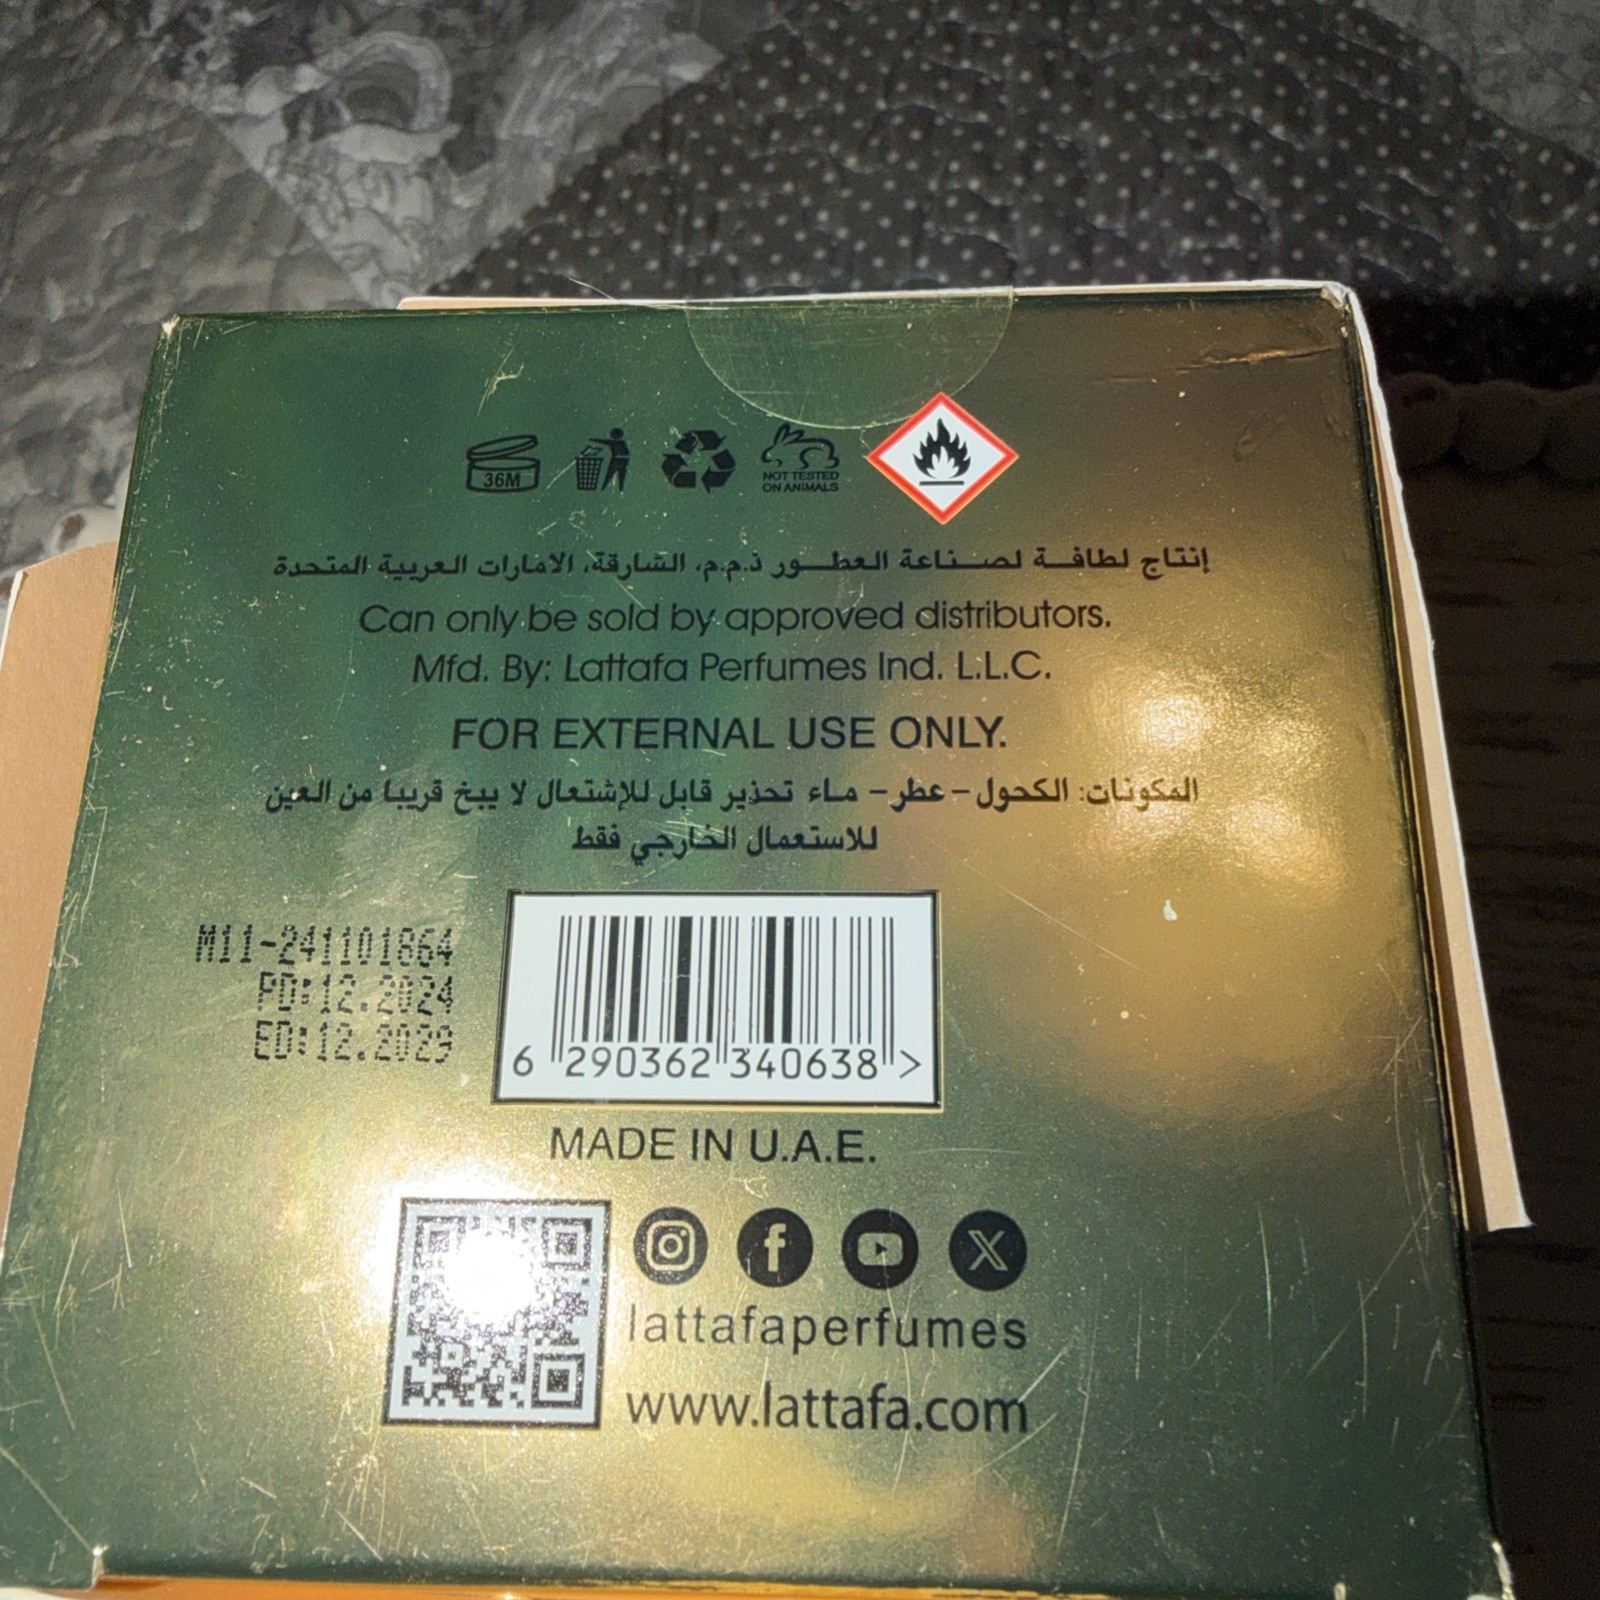 36M
NOT TESTED
ON ANIMALS
إنتاج لطافة لصناعة العطور ذ.م.م، الشارقة، الامارات العربية المتحدة
Can only be sold by approved distributors.
Mfd. By: Lattafa Perfumes Ind. L.L.C.
FOR EXTERNAL USE ONLY.
المكونات: الكحول - عطر - ماء تحذير قابل للإشتعال لا يبخ قريبا من العين
للاستعمال الخارجي فقط
M11-241101864
PD:12.2024
ED:12.2029
6 290362 340638 >
MADE IN U.A.E.
lattafaperfumes
www.lattafa.com